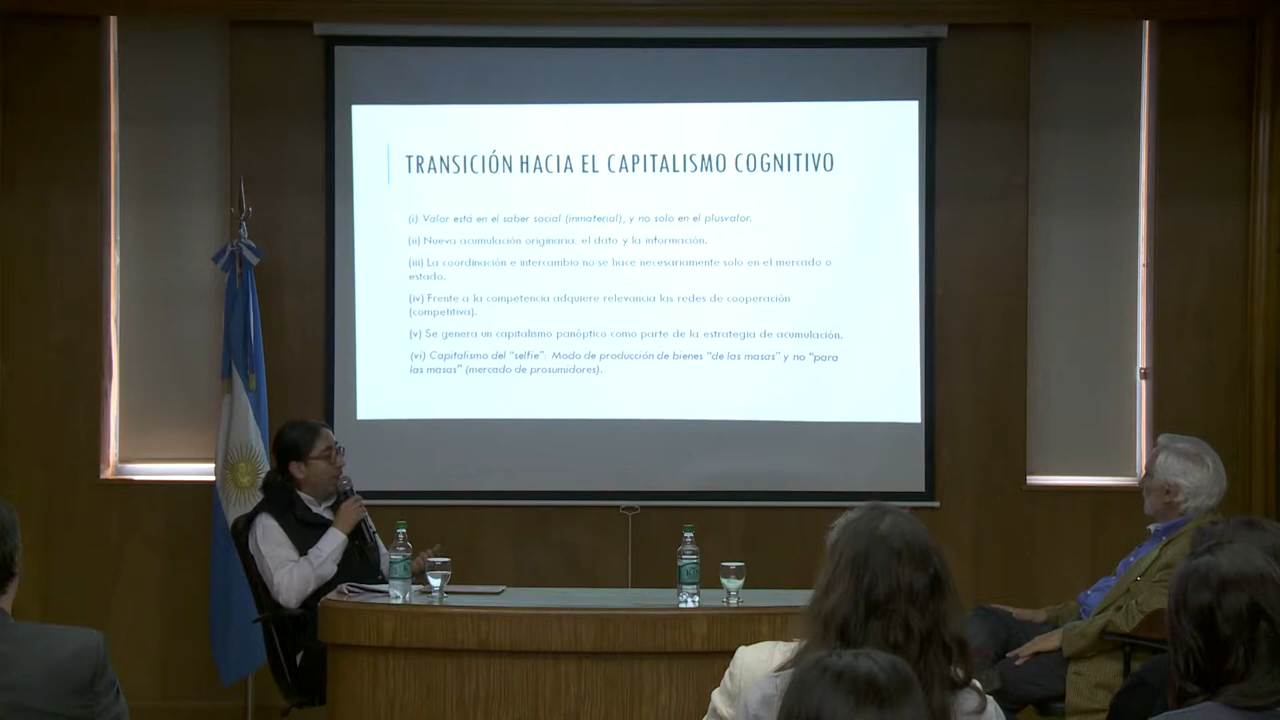 TRANSICIÓN HACIA EL CAPITALISMO COGNITIVO
(i) Valor está en el saber social (inmaterial), y no solo en el plusvalor.
(ii) Nueva acumulación originaria: el dato y la información.
(iii) La coordinación e intercambio no se hace necesariamente solo en el mercado o
estado.
(iv) Frente a la competencia adquiere relevancia las redes de cooperación
(competitiva).
(v) Se genera un capitalismo panóptico como parte de la estrategia de acumulación.
(vi) Capitalismo del "selfie": Modo de producción de bienes "de las masas" y no "para
las masas" (mercado de prosumidores).